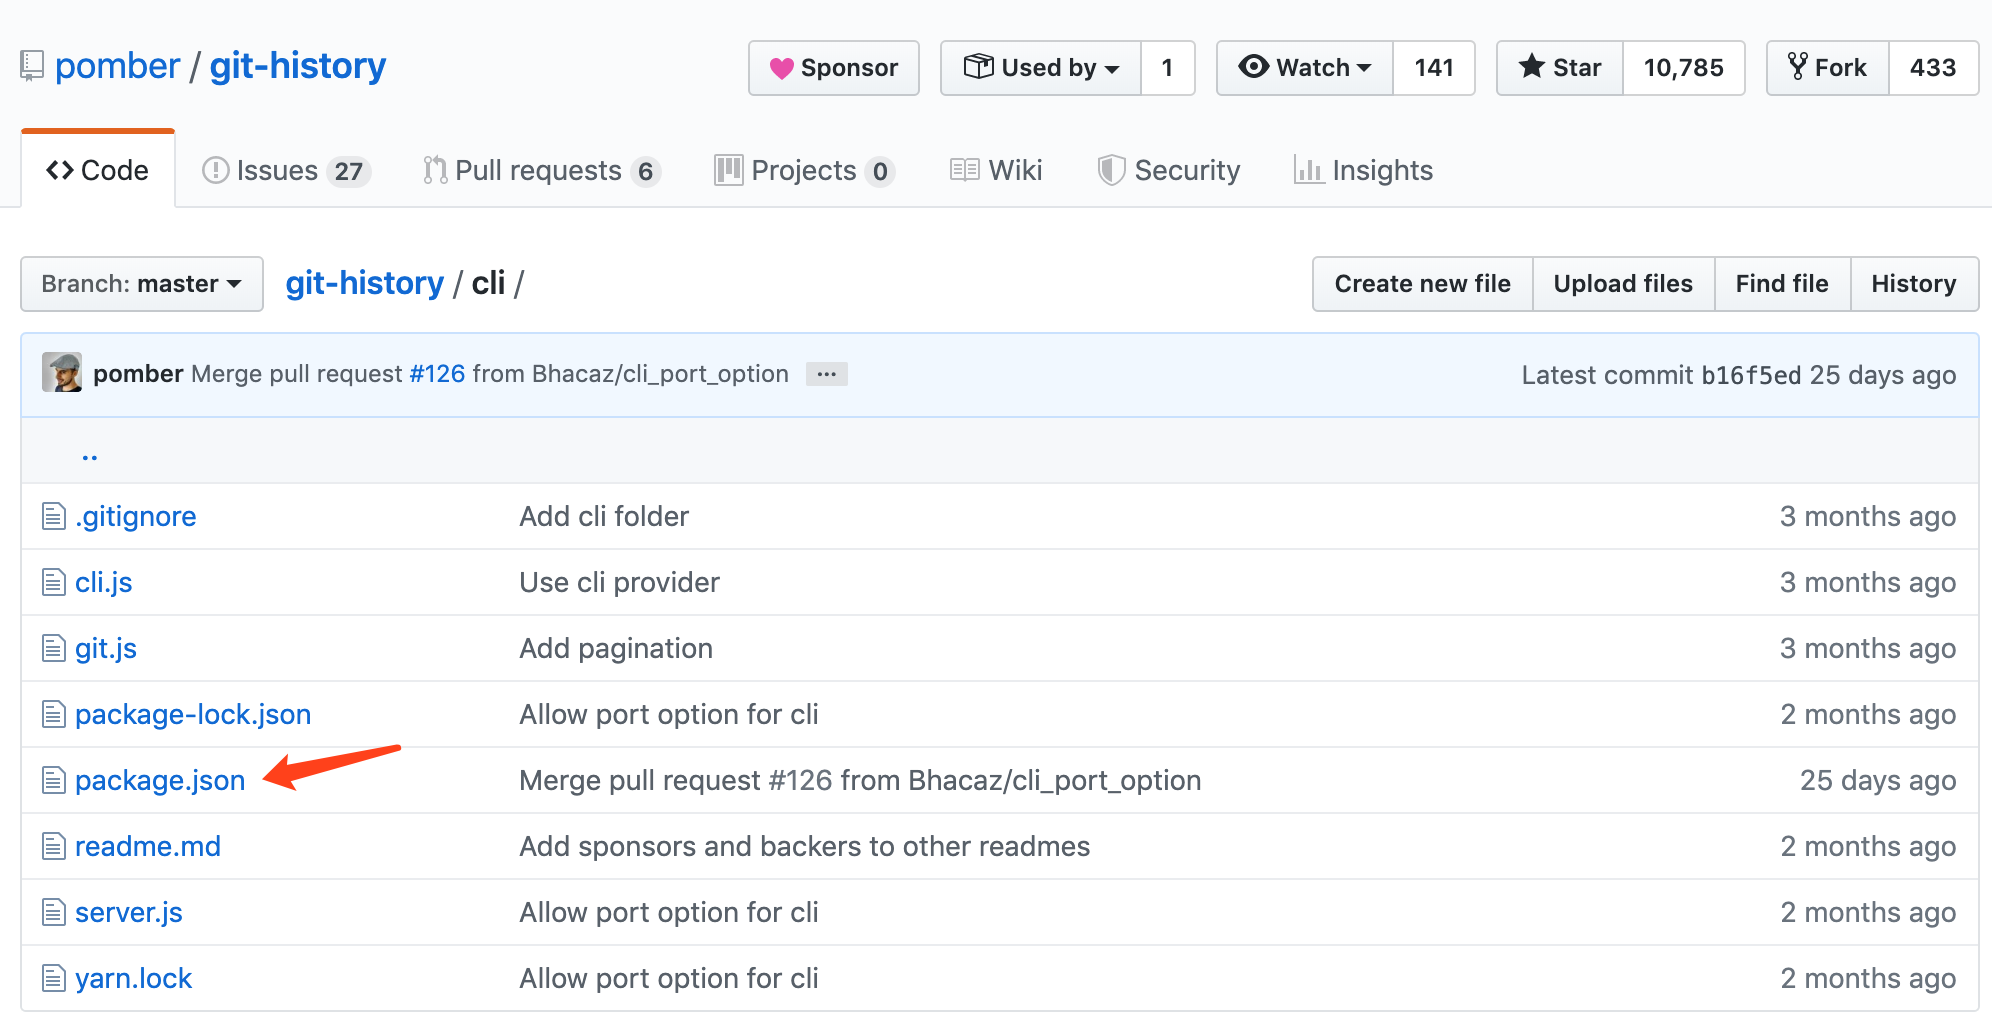 pomber / git-history
Sponsor Used by 1 Watch 141 Star 10,785 Fork 433
Code Issues 27 Pull requests 6 Projects 0 Wiki Security Insights
Branch: master git-history / cli / Create new file Upload files Find file History
pomber Merge pull request #126 from Bhacaz/cli_port_option ... Latest commit b16f5ed 25 days ago
..
.gitignore Add cli folder 3 months ago
cli.js Use cli provider 3 months ago
git.js Add pagination 3 months ago
package-lock.json Allow port option for cli 2 months ago
package.json Merge pull request #126 from Bhacaz/cli_port_option 25 days ago
readme.md Add sponsors and backers to other readmes 2 months ago
server.js Allow port option for cli 2 months ago
yarn.lock Allow port option for cli 2 months ago